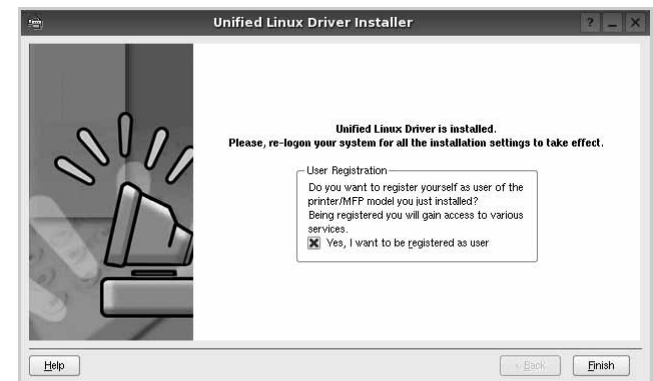 Unified Linux Driver Installer
Unified Linux Driver is installed.
Please, re-logon your system for all the installation settings to take effect.
User Registration
Do you want to register yourself as user of the
printer/MFP model you just installed?
Being registered you will gain access to various
services.
Yes, I want to be registered as user
Help
< Back
Finish